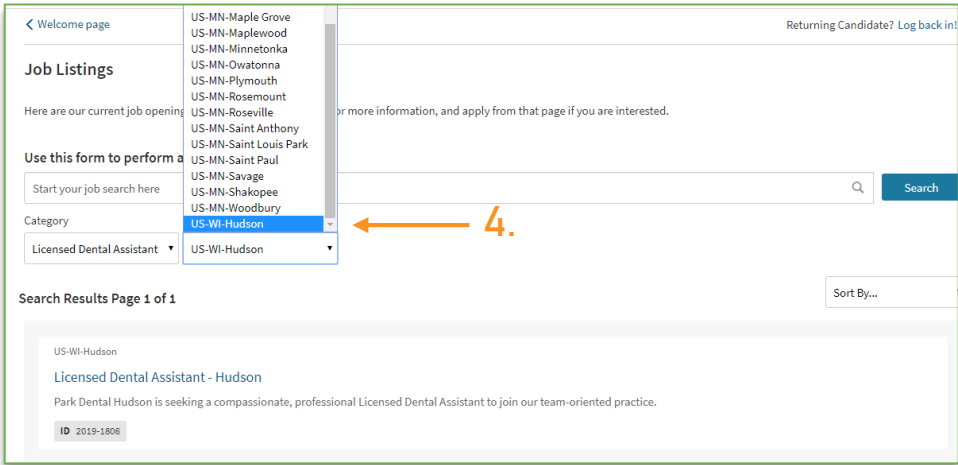 Welcome page
Returning Candidate? Log back in!
US-MN-Maple Grove
US-MN-Maplewood
US-MN-Minnetonka
US-MN-Owatonna
US-MN-Plymouth
US-MN-Rosemount
US-MN-Roseville
US-MN-Saint Anthony
US-MN-Saint Louis Park
US-MN-Saint Paul
US-MN-Savage
US-MN-Shakopee
US-MN-Woodbury
US-WI-Hudson
Job Listings
Here are our current job opening or more information, and apply from that page if you are interested.
Use this form to perform a
Start your job search here
Search
4.
Category
Licensed Dental Assistant
US-WI-Hudson
Search Results Page 1 of 1
Sort By...
US-WI-Hudson
Licensed Dental Assistant - Hudson
Park Dental Hudson is seeking a compassionate, professional Licensed Dental Assistant to join our team-oriented practice.
ID 2019-1806